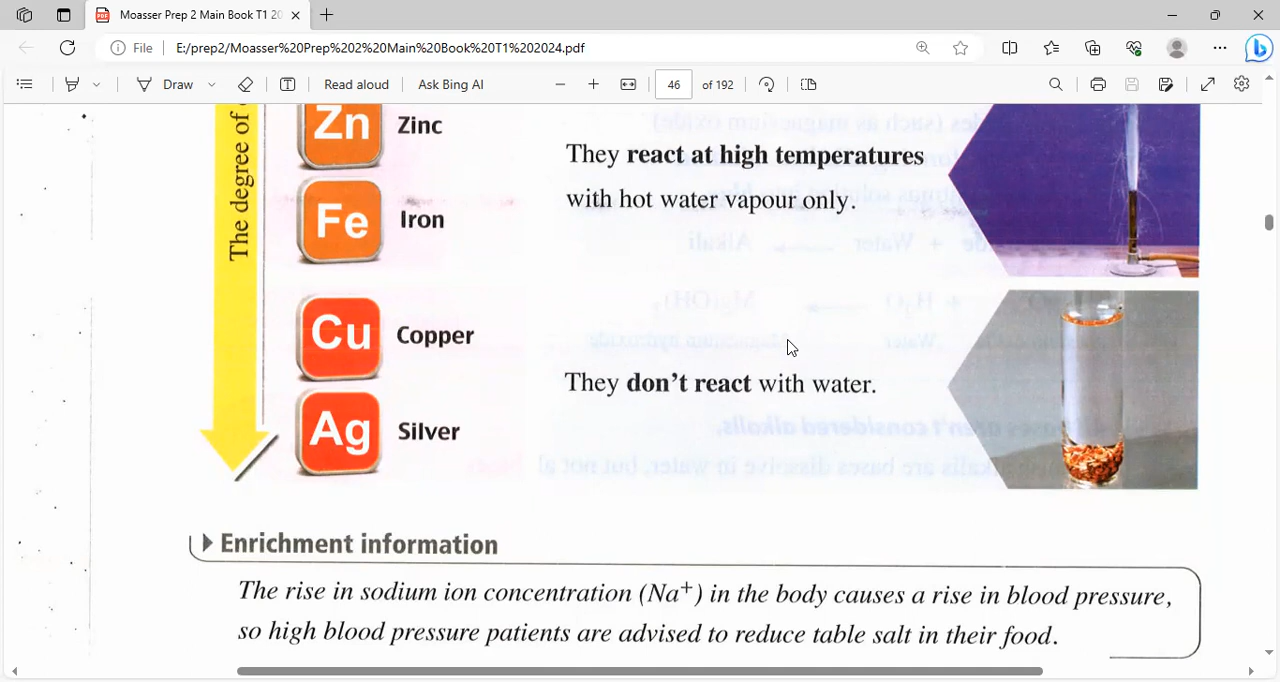 Moasser Prep 2 Main Book T1 20
File
E:/prep2/Moasser%20Prep%202%20Main%20Book%20T1%202024.pdf
Draw
Read aloud
Ask Bing AI
46
of 192
The degree of
Zn
Zinc
They react at high temperatures
with hot water vapour only.
Fe
Iron
Cu
Copper
They don't react with water.
Ag
Silver
Enrichment information
The rise in sodium ion concentration (Na⁺) in the body causes a rise in blood pressure,
so high blood pressure patients are advised to reduce table salt in their food.